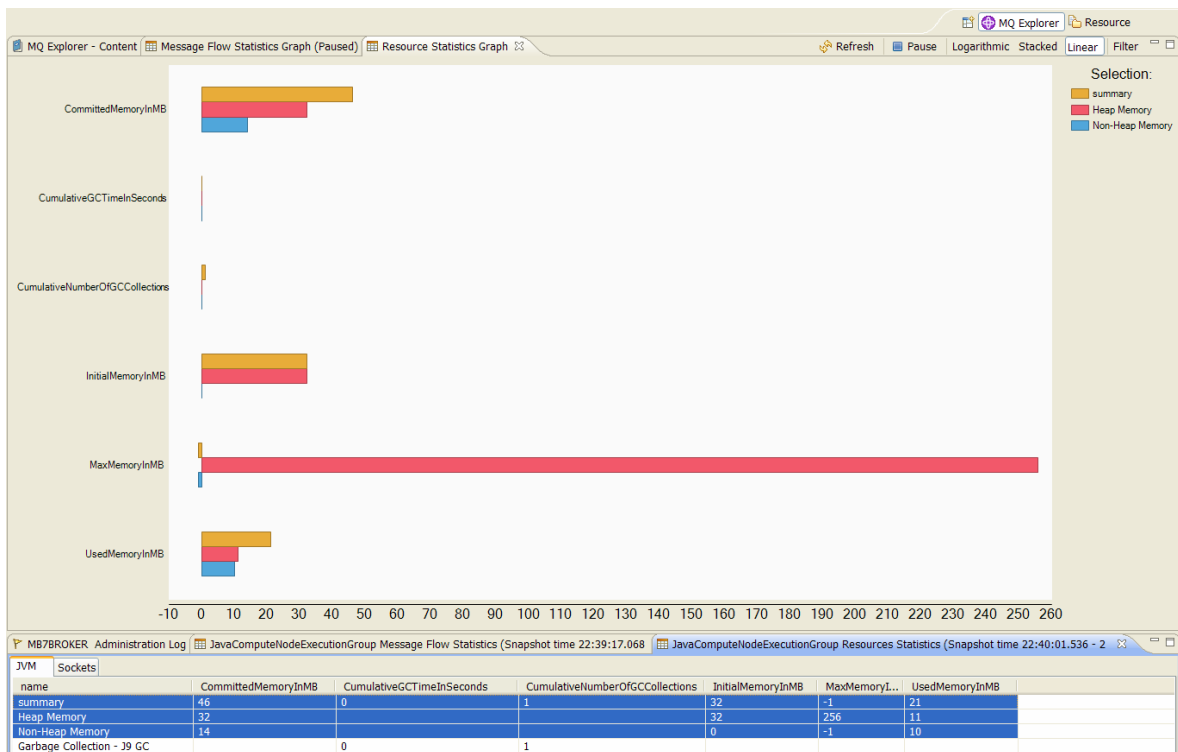 MQ Explorer Resource
MQ Explorer - Content Message Flow Statistics Graph (Paused) Resource Statistics Graph Refresh Pause Logarithmic Stacked Linear Filter
Selection:
summary
Heap Memory
Non-Heap Memory
CommittedMemoryInMB
CumulativeGCTimeInSeconds
CumulativeNumberOfGCCollections
InitialMemoryInMB
MaxMemoryInMB
UsedMemoryInMB
-10 0 10 20 30 40 50 60 70 80 90 100 110 120 130 140 150 160 170 180 190 200 210 220 230 240 250 260
MB7BROKER Administration Log JavaComputeNodeExecutionGroup Message Flow Statistics (Snapshot time 22:39:17.068 JavaComputeNodeExecutionGroup Resources Statistics (Snapshot time 22:40:01.536 - 2
JVM Sockets
name CommittedMemoryInMB CumulativeGCTimeInSeconds CumulativeNumberOfGCCollections InitialMemoryInMB MaxMemoryI... UsedMemoryInMB
summary 46 0 1 32 -1 21
Heap Memory 32 32 256 11
Non-Heap Memory 14 0 -1 10
Garbage Collection - J9 GC 0 1